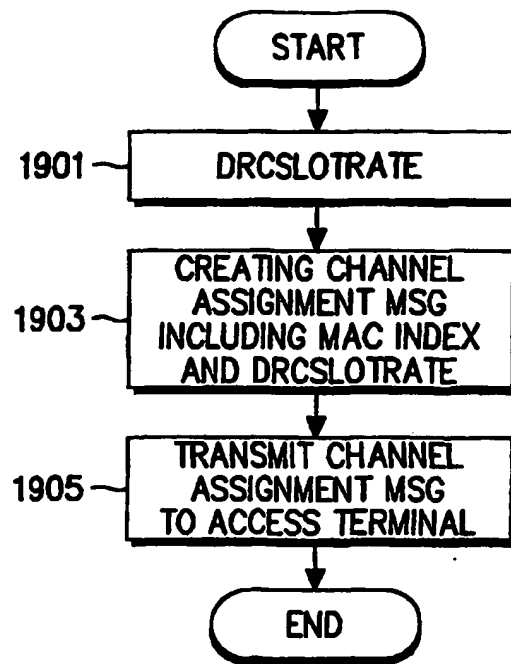 START
1901
DRCSLOTRATE
1903
CREATING CHANNEL
ASSIGNMENT MSG
INCLUDING MAC INDEX
AND DRCSLOTRATE
1905
TRANSMIT CHANNEL
ASSIGNMENT MSG
TO ACCESS TERMINAL
END